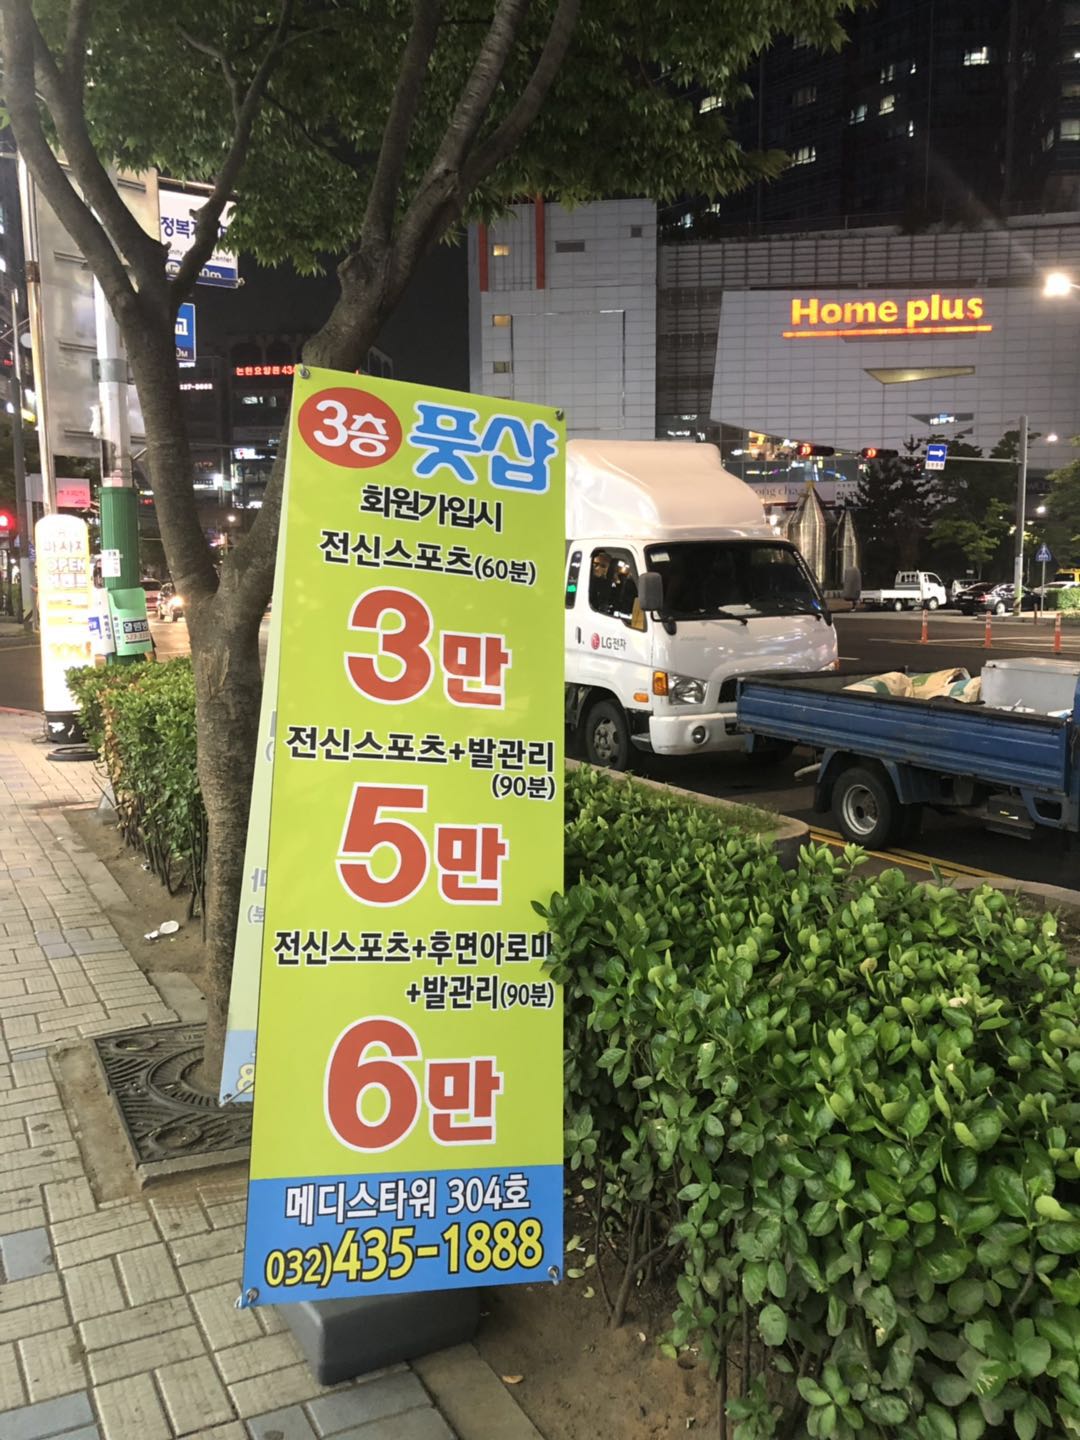 3층 풋샵
회원가입시
전신스포츠(60분)
3만
전신스포츠+발관리
(90분)
5만
전신스포츠+후면아로마
+발관리(90분)
6만
메디스타워 304호
032)435-1888
Home plus
LG전자
OPEN